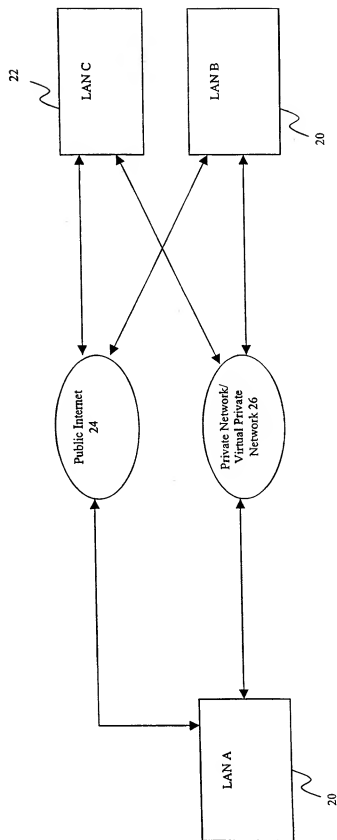 22
LAN C
LAN B
20
Public Internet
24
Private Network/
Virtual Private
Network 26
LAN A
20